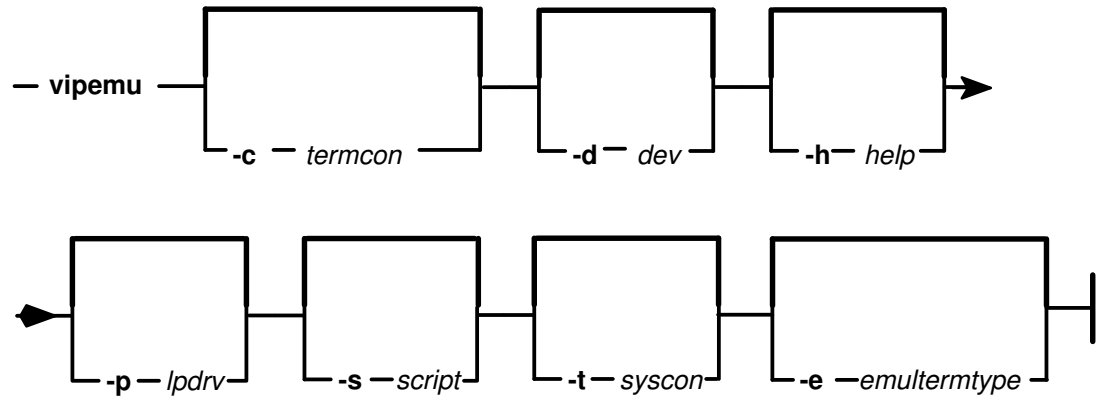 vipemu
-c termcon -d dev -h help
-p lpdrv -s script -t syscon -e emultermtype